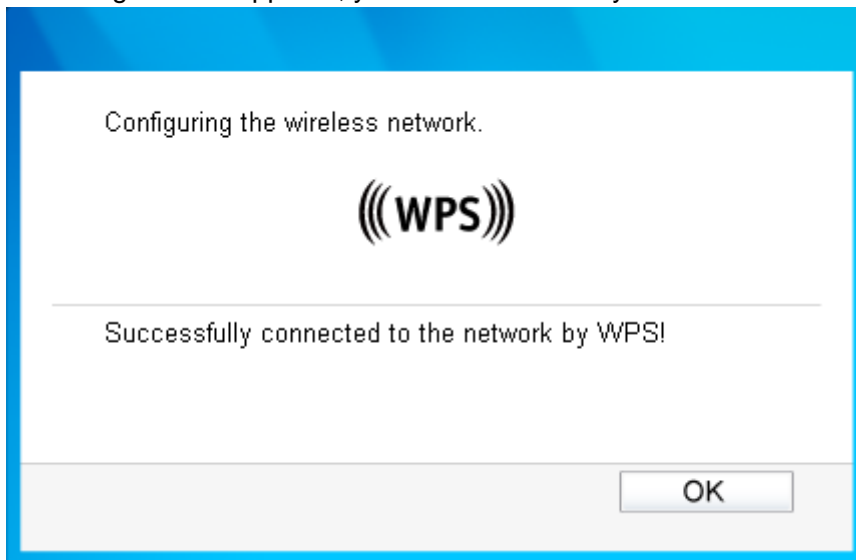 Configuring the wireless network.
(((WPS)))
Successfully connected to the network by WPS!
OK